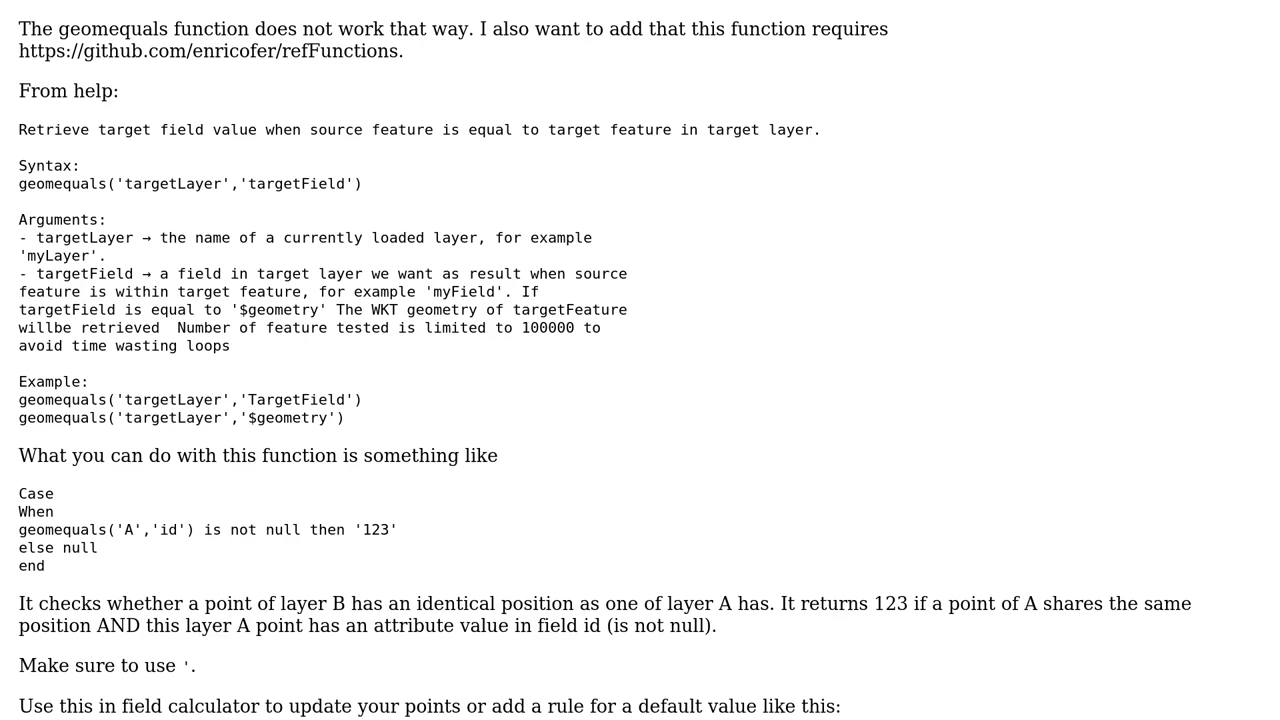 The geomequals function does not work that way. I also want to add that this function requires
https://github.com/enricofer/refFunctions.
From help:
Retrieve target field value when source feature is equal to target feature in target layer.
Syntax:
geomequals('targetLayer','targetField')
Arguments:
- targetLayer → the name of a currently loaded layer, for example
'myLayer'.
- targetField → a field in target layer we want as result when source
feature is within target feature, for example 'myField'. If
targetField is equal to '$geometry' The WKT geometry of targetFeature
willbe retrieved  Number of feature tested is limited to 100000 to
avoid time wasting loops
Example:
geomequals('targetLayer','TargetField')
geomequals('targetLayer','$geometry')
What you can do with this function is something like
Case
When
geomequals('A','id') is not null then '123'
else null
end
It checks whether a point of layer B has an identical position as one of layer A has. It returns 123 if a point of A shares the same
position AND this layer A point has an attribute value in field id (is not null).
Make sure to use '.
Use this in field calculator to update your points or add a rule for a default value like this: